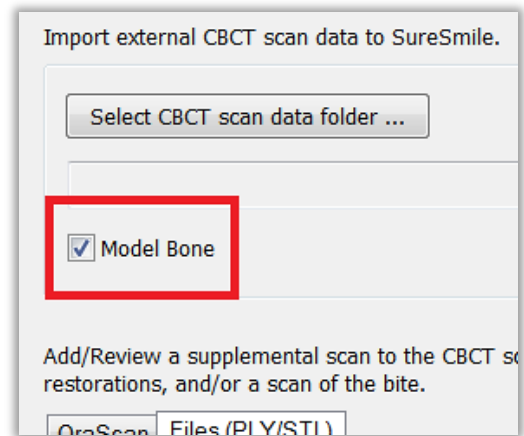 Import external CBCT scan data to SureSmile.
Select CBCT scan data folder ...
Model Bone
Add/Review a supplemental scan to the CBCT
restorations, and/or a scan of the bite.
OraScan Files (PLY/STL)